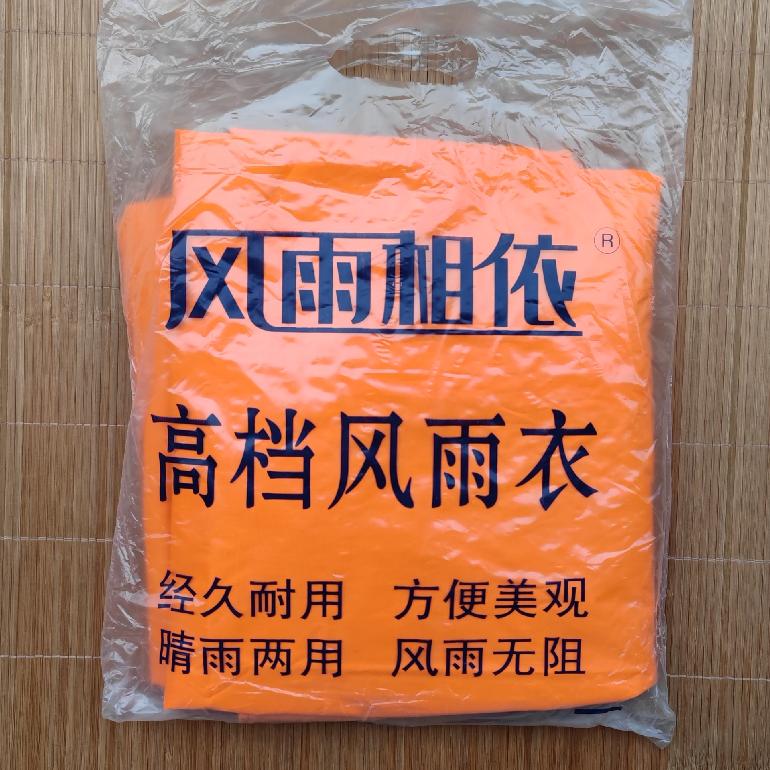 风雨相依®
高档风雨衣
经久耐用 方便美观
晴雨两用 风雨无阻